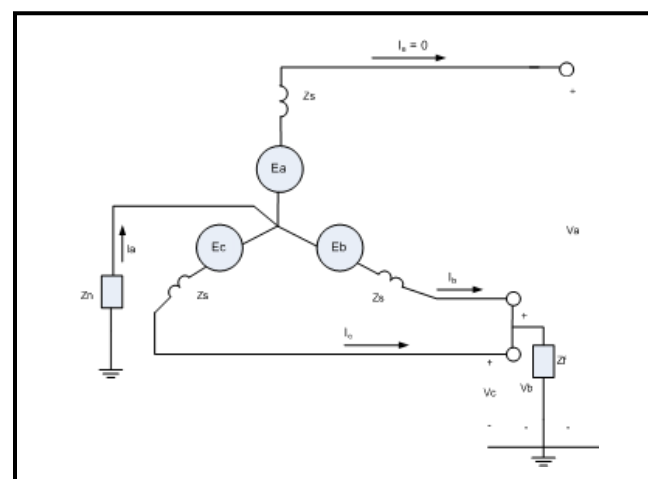 Ia = 0
Zs
+
Ea
Va
Ec
Eb
Ia
Ib
Zn
Zs
Zs
+
Ic
+
Zf
Vc
Vb
- - -